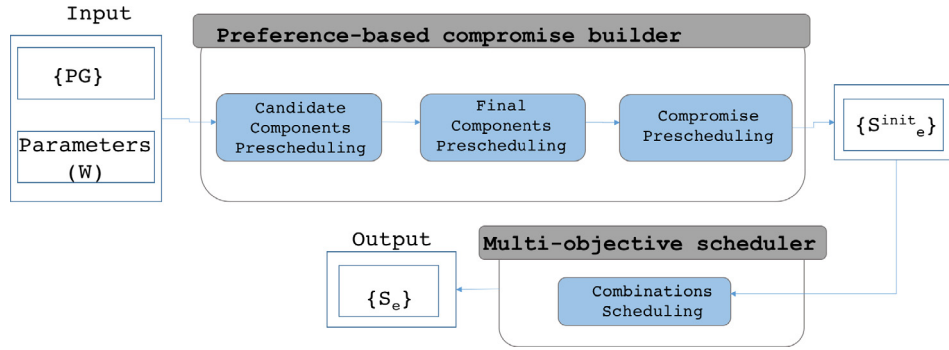 Input
Preference-based compromise builder
{PG}
Parameters
(W)
Candidate
Components
Prescheduling
Final
Components
Prescheduling
Compromise
Prescheduling
{S^init_e}
Output
{S_e}
Multi-objective scheduler
Combinations
Scheduling